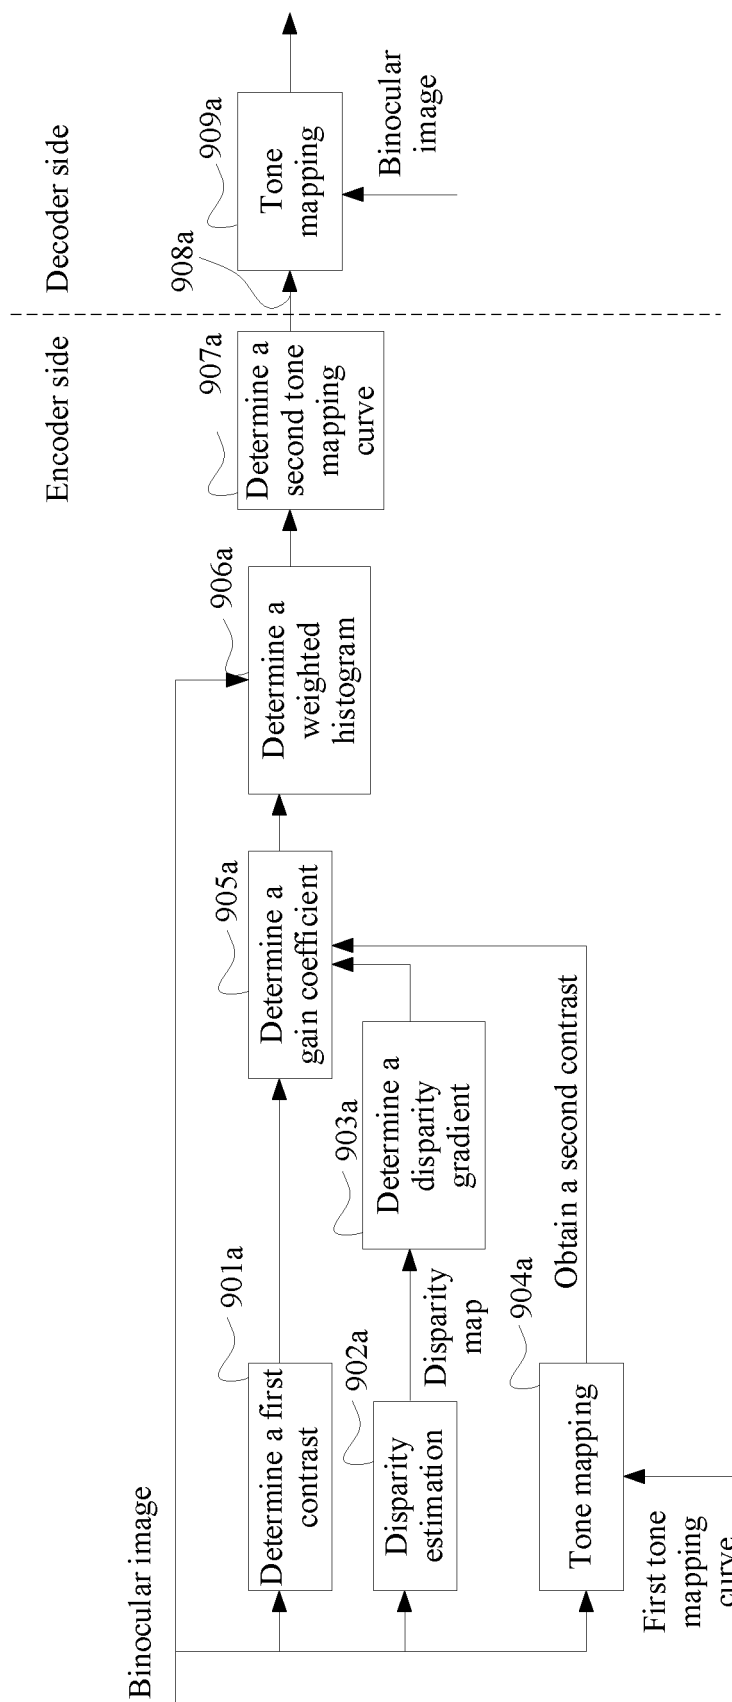 Encoder side
Decoder side
Binocular image
901a
Determine a first
contrast
902a
Disparity
estimation
Disparity
map
903a
Determine a
disparity
gradient
904a
Tone mapping
First tone
mapping
curve
Obtain a second contrast
905a
Determine a
gain coefficient
906a
Determine a
weighted
histogram
907a
Determine a
second tone
mapping
curve
908a
909a
Tone
mapping
Binocular
image